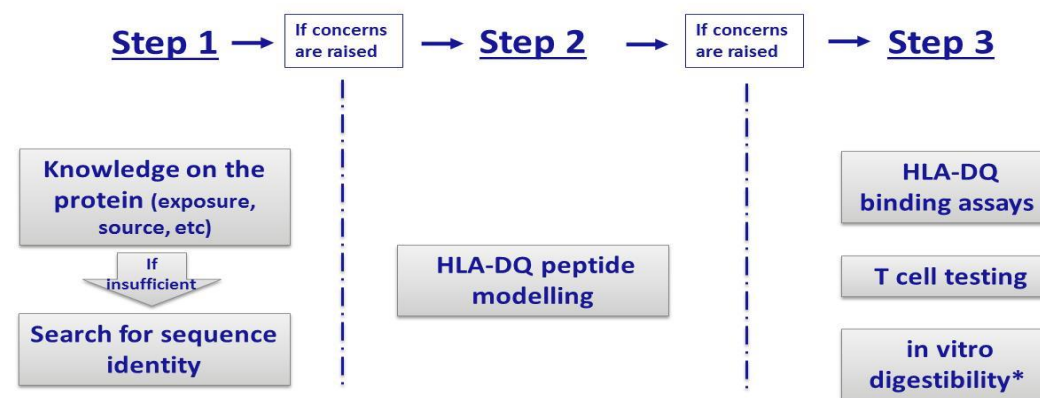 Step 1
If concerns
are raised
Step 2
If concerns
are raised
Step 3
Knowledge on the
protein (exposure,
source, etc)
If
insufficient
Search for sequence
identity
HLA-DQ peptide
modelling
HLA-DQ
binding assays
T cell testing
in vitro
digestibility*